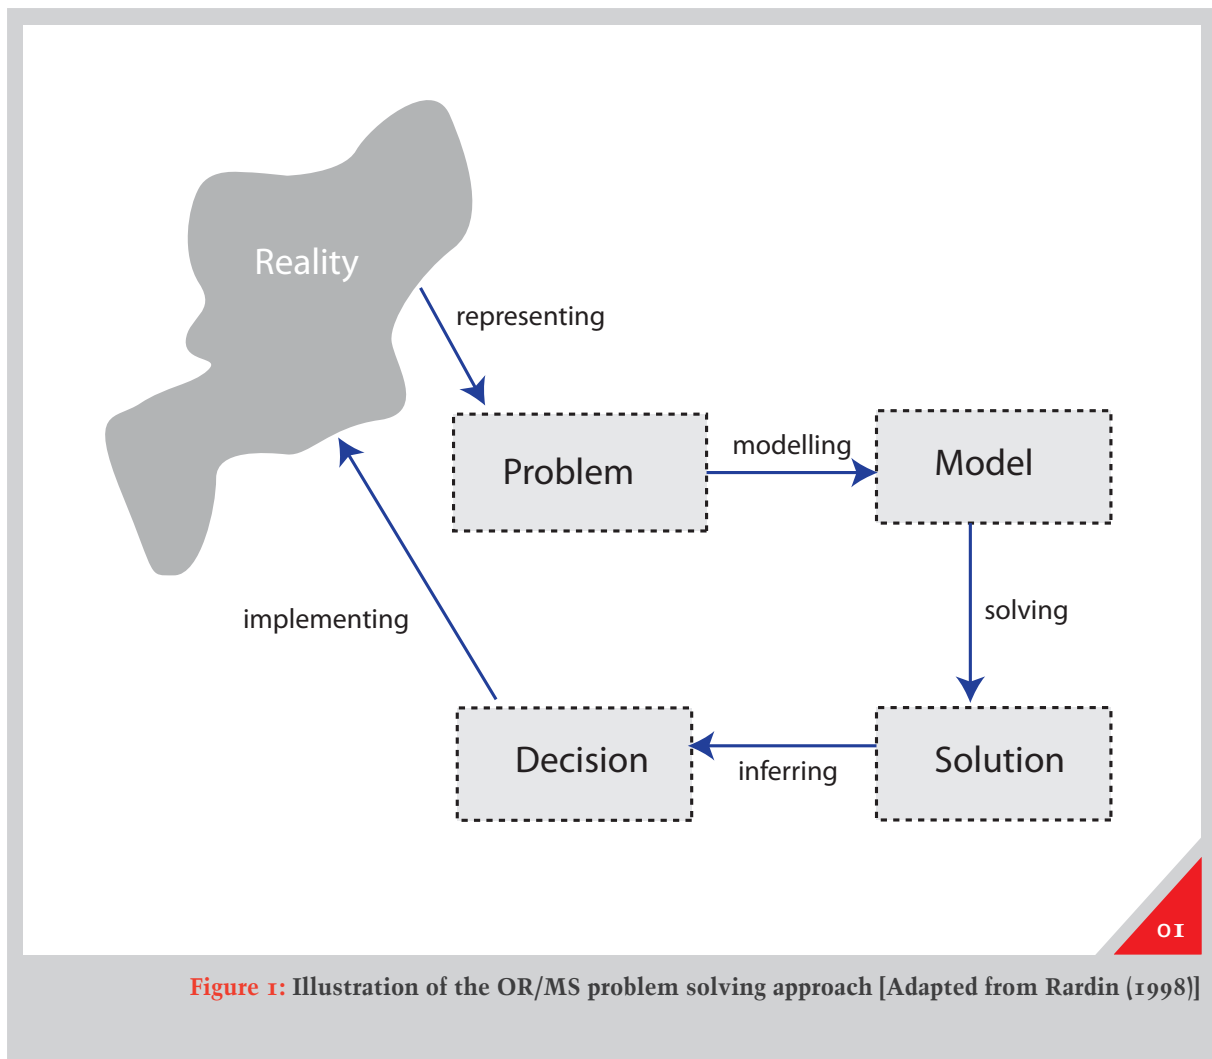 Reality
representing
Problem
modelling
Model
solving
implementing
Decision
inferring
Solution
01
Figure 1: Illustration of the OR/MS problem solving approach [Adapted from Rardin (1998)]